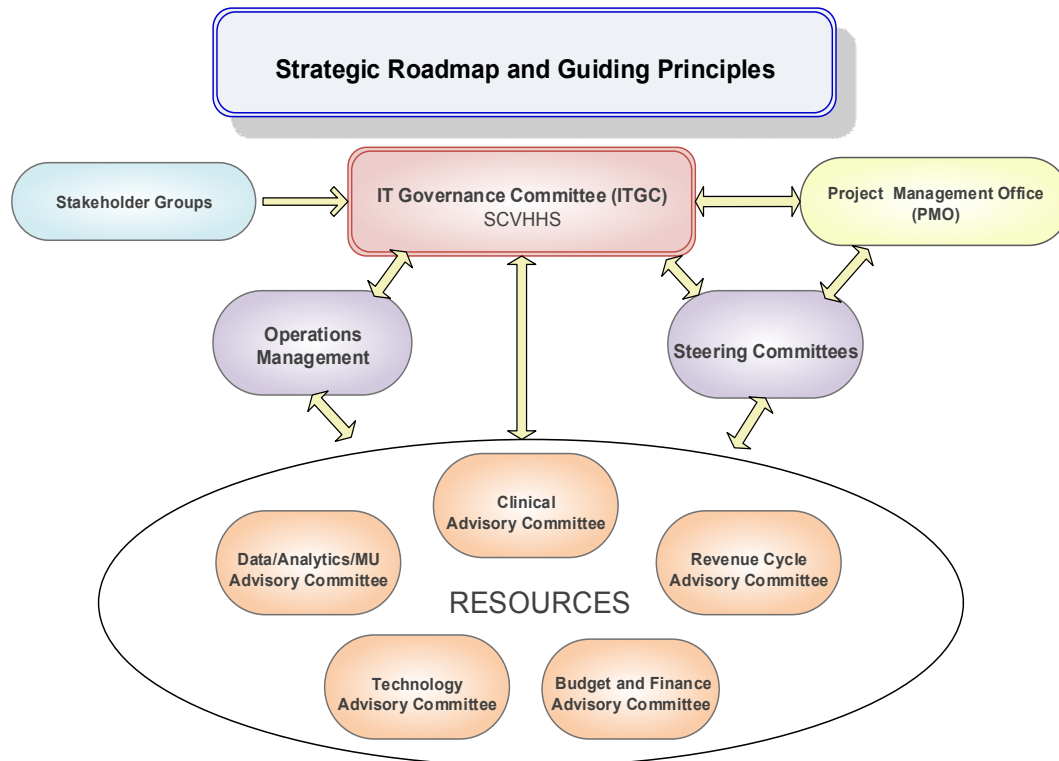 Strategic Roadmap and Guiding Principles
Stakeholder Groups
IT Governance Committee (ITGC)
SCVHHS
Project Management Office
(PMO)
Operations
Management
Steering Committees
Clinical
Advisory Committee
Data/Analytics/MU
Advisory Committee
Revenue Cycle
Advisory Committee
RESOURCES
Technology
Advisory Committee
Budget and Finance
Advisory Committee